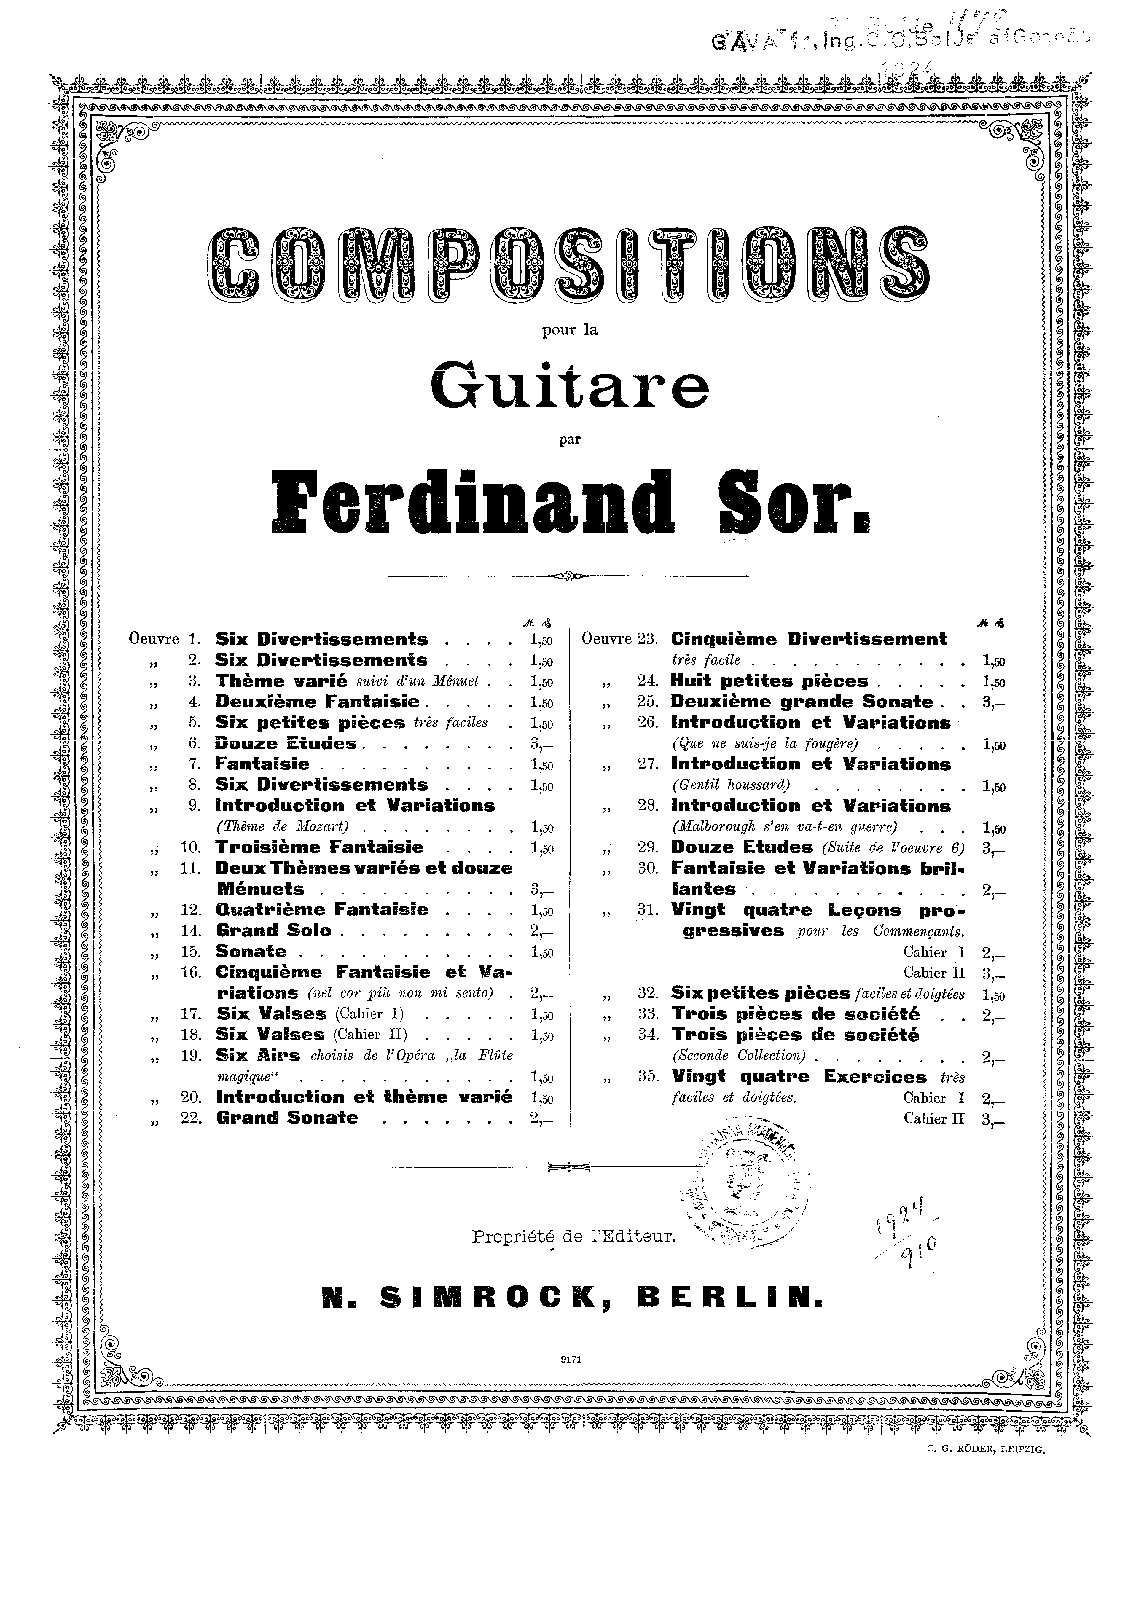 GÅVA fr. Ing. C. O. Boije af Gennäs
COMPOSITIONS
pour la
Guitare
par
Ferdinand Sor.
ℳ ₰
Oeuvre 1. Six Divertissements . . . . 1,50
„ 2. Six Divertissements . . . . 1,50
„ 3. Thème varié suivi d'un Ménuet . . 1,50
„ 4. Deuxième Fantaisie . . . . . 1,50
„ 5. Six petites pièces très faciles . 1,50
„ 6. Douze Etudes . . . . . . . . 3,—
„ 7. Fantaisie . . . . . . . . . . 1,50
„ 8. Six Divertissements . . . . 1,50
„ 9. Introduction et Variations
(Thême de Mozart) . . . . . . . . 1,50
„ 10. Troisième Fantaisie . . . . 1,50
„ 11. Deux Thèmes variés et douze
Ménuets . . . . . . . . . . 3,—
„ 12. Quatrième Fantaisie . . . . 1,50
„ 14. Grand Solo . . . . . . . . . 2,—
„ 15. Sonate . . . . . . . . . . . 1,50
„ 16. Cinquième Fantaisie et Va-
riations (nel cor più non mi sento) . 2,—
„ 17. Six Valses (Cahier I) . . . . . 1,50
„ 18. Six Valses (Cahier II) . . . . . 1,50
„ 19. Six Airs choisis de l'Opéra „la Flûte
magique“ . . . . . . . . . . . 1,50
„ 20. Introduction et thème varié 1,50
„ 22. Grand Sonate . . . . . . . 2,—
ℳ ₰
Oeuvre 23. Cinquième Divertissement
très facile . . . . . . . . . . . 1,50
„ 24. Huit petites pièces . . . . . 1,50
„ 25. Deuxième grande Sonate . . 3,—
„ 26. Introduction et Variations
(Que ne suis-je la fougère) . . . . . 1,50
„ 27. Introduction et Variations
(Gentil houssard) . . . . . . . . 1,50
„ 28. Introduction et Variations
(Malborough s'en va-t-en guerre) . . . 1,50
„ 29. Douze Etudes (Suite de l'oeuvre 6) 3,—
„ 30. Fantaisie et Variations bril-
lantes . . . . . . . . . . . 2,—
„ 31. Vingt quatre Leçons pro-
gressives pour les Commençants.
Cahier I 2,—
Cahier II 3,—
„ 32. Six petites pièces faciles et doigtées 1,50
„ 33. Trois pièces de société . . 2,—
„ 34. Trois pièces de société
(Seconde Collection) . . . . . . . . 2,—
„ 35. Vingt quatre Exercices très
faciles et doigtées. Cahier I 2,—
Cahier II 3,—
Propriété de l'Editeur.
1924/910
N. SIMROCK, BERLIN.
9171
G. RÖDER, LEIPZIG.